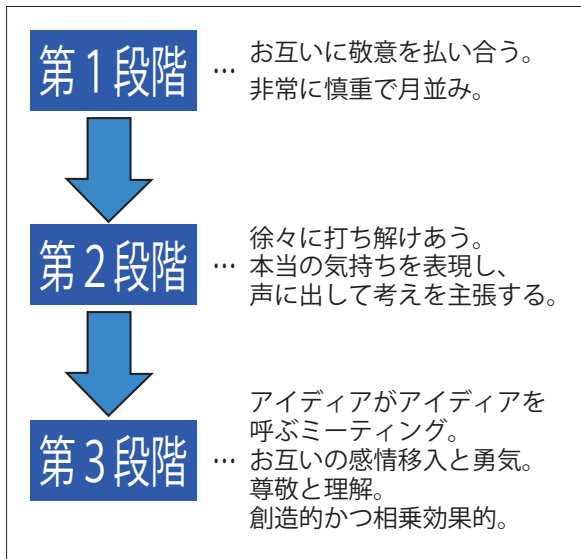 第1段階 … お互いに敬意を払い合う。
非常に慎重で月並み。
徐々に打ち解けあう。
第2段階 … 本当の気持ちを表現し、
声に出して考えを主張する。
アイディアがアイディアを
呼ぶミーティング。
第3段階 … お互いの感情移入と勇気。
尊敬と理解。
創造的かつ相乗効果的。